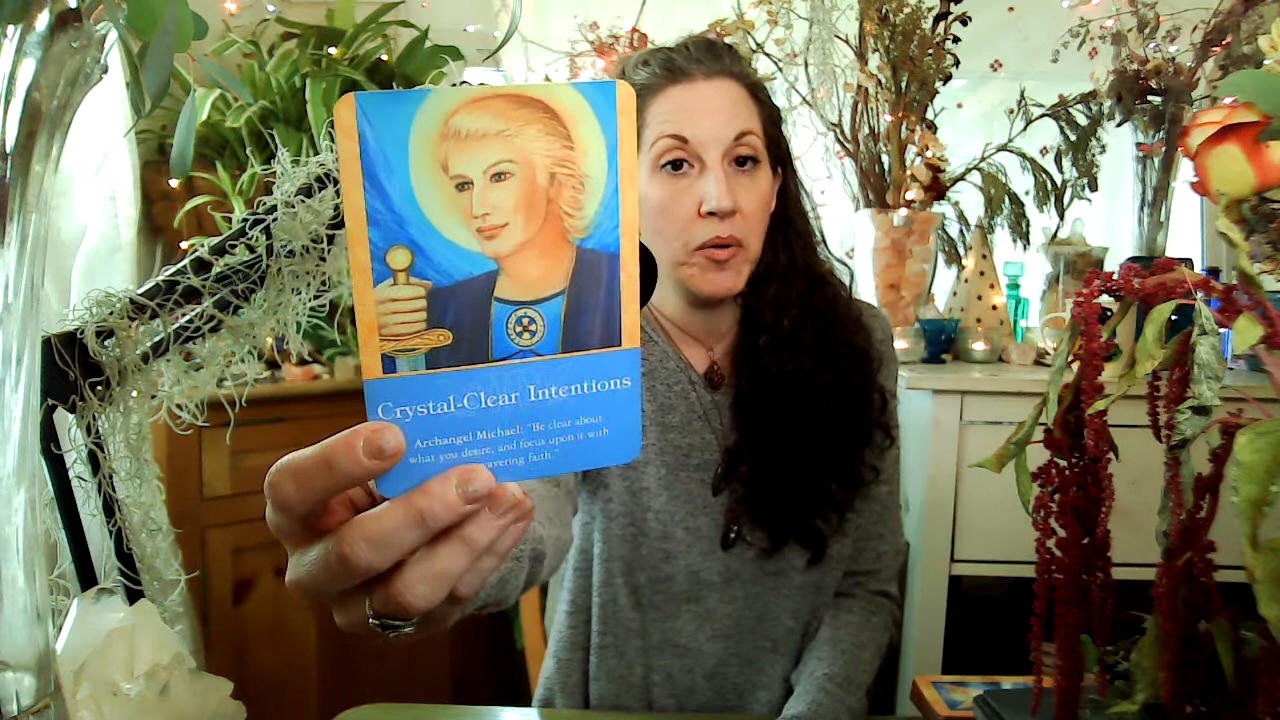 Crystal-Clear Intentions
Archangel Michael: "Be clear about
what you desire, and focus upon it with
wavering faith."